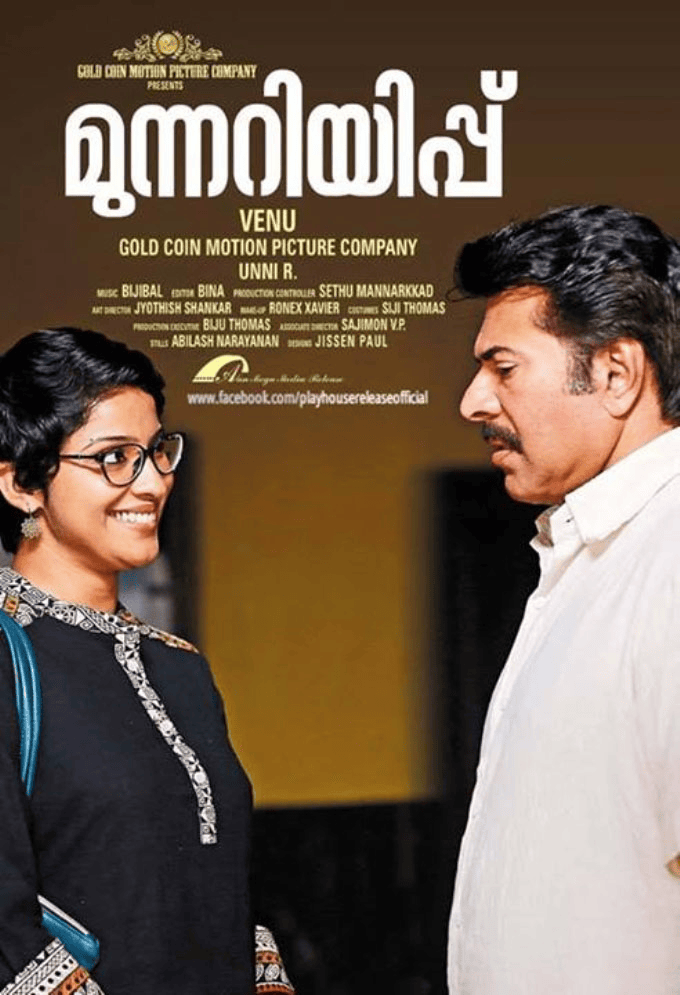 GOLD COIN MOTION PICTURE COMPANY
PRESENTS
മുന്നറിയിപ്പ്
VENU
GOLD COIN MOTION PICTURE COMPANY
UNNI R.
MUSIC BIJIBAL EDITOR BINA PRODUCTION CONTROLLER SETHU MANNARKKAD
ART DIRECTOR JYOTHISH SHANKAR MAKE-UP RONEX XAVIER COSTUMES SIJI THOMAS
PRODUCTION EXECUTIVE BIJU THOMAS ASSOCIATE DIRECTOR SAJIMON V.P.
STILLS ABILASH NARAYANAN DESIGNS JISSEN PAUL
Media Release
www.facebook.com/playhousereleaseofficial